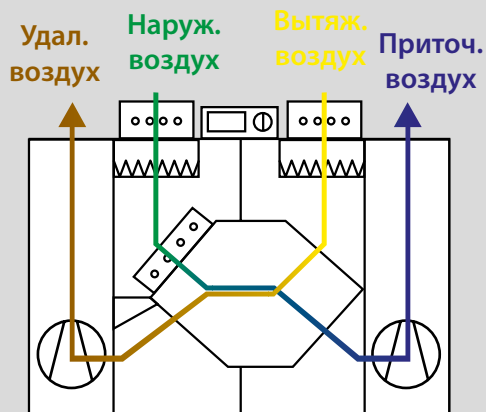 Удал.
воздух
Наруж.
воздух
Вытяж.
воздух
Приточ.
воздух